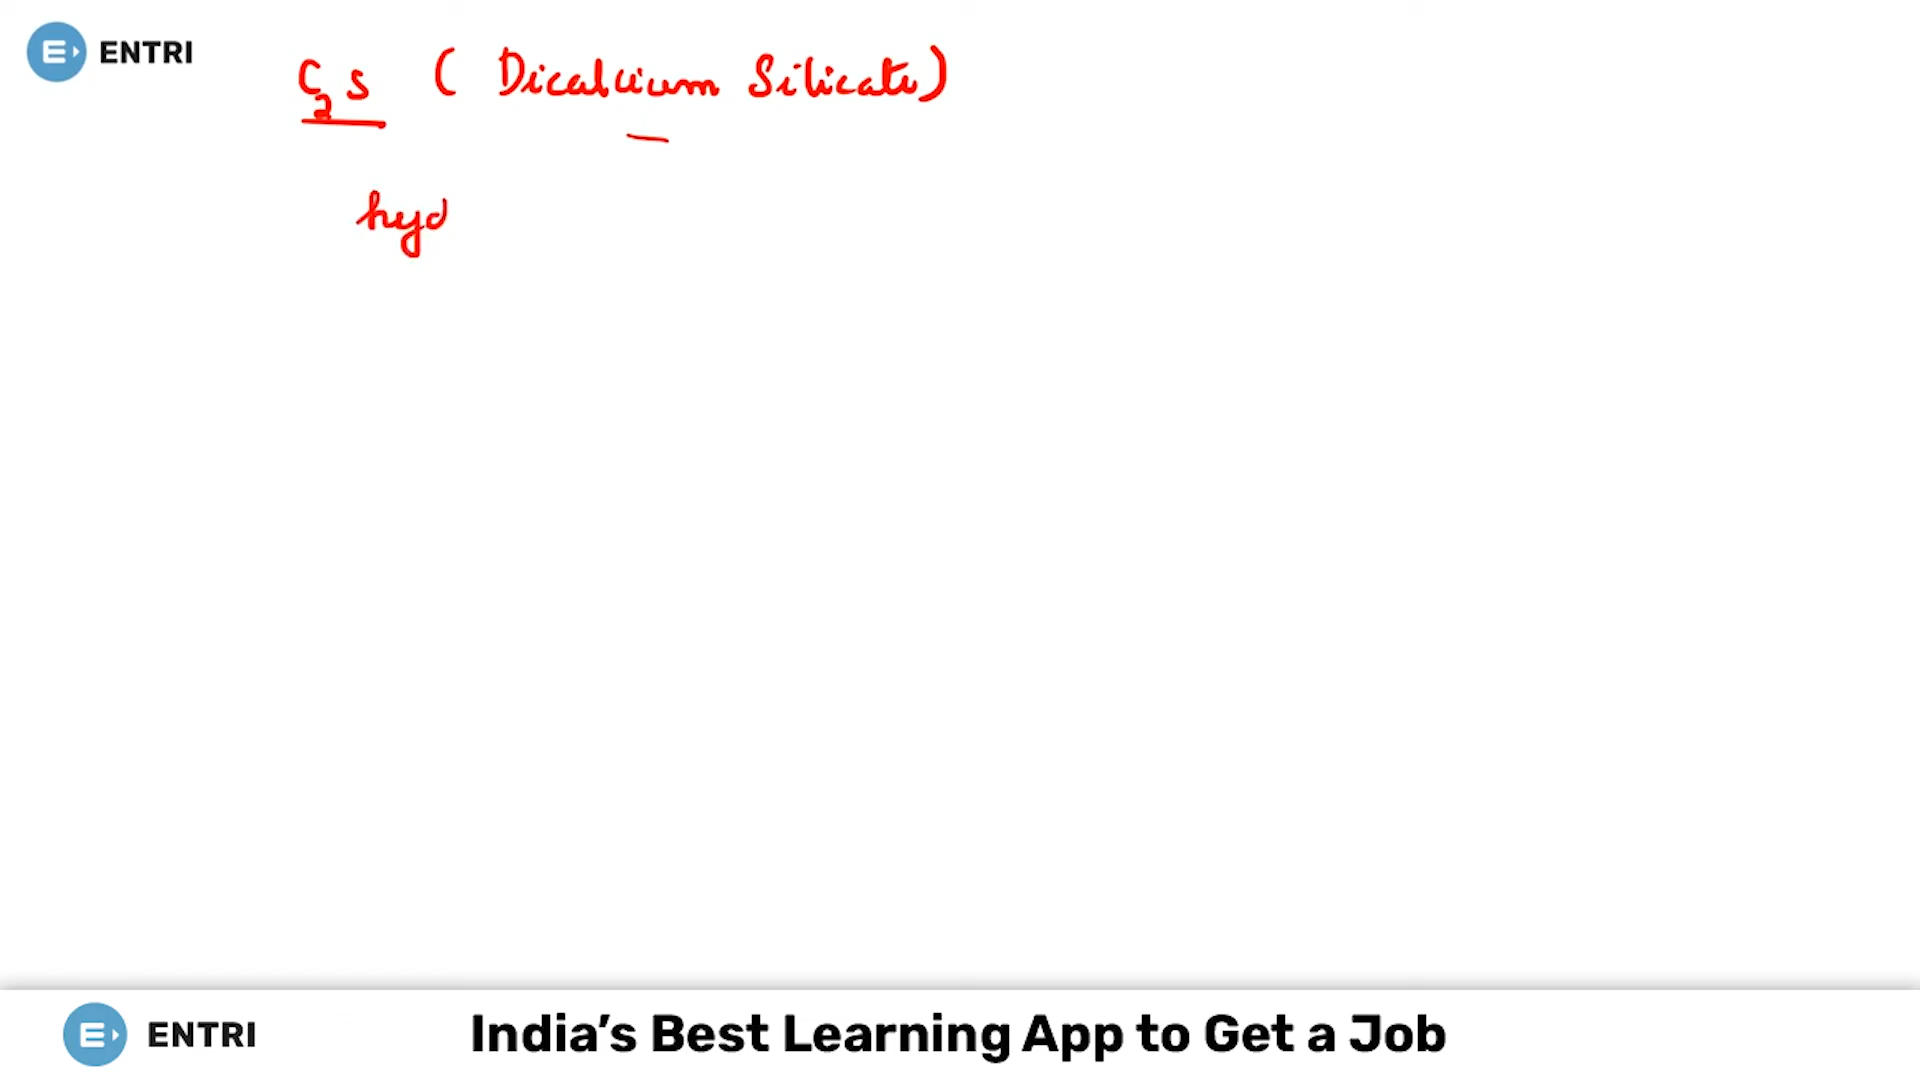 ENTRI
C₂S ( Dicalcium Silicate)
hyd
ENTRI India's Best Learning App to Get a Job